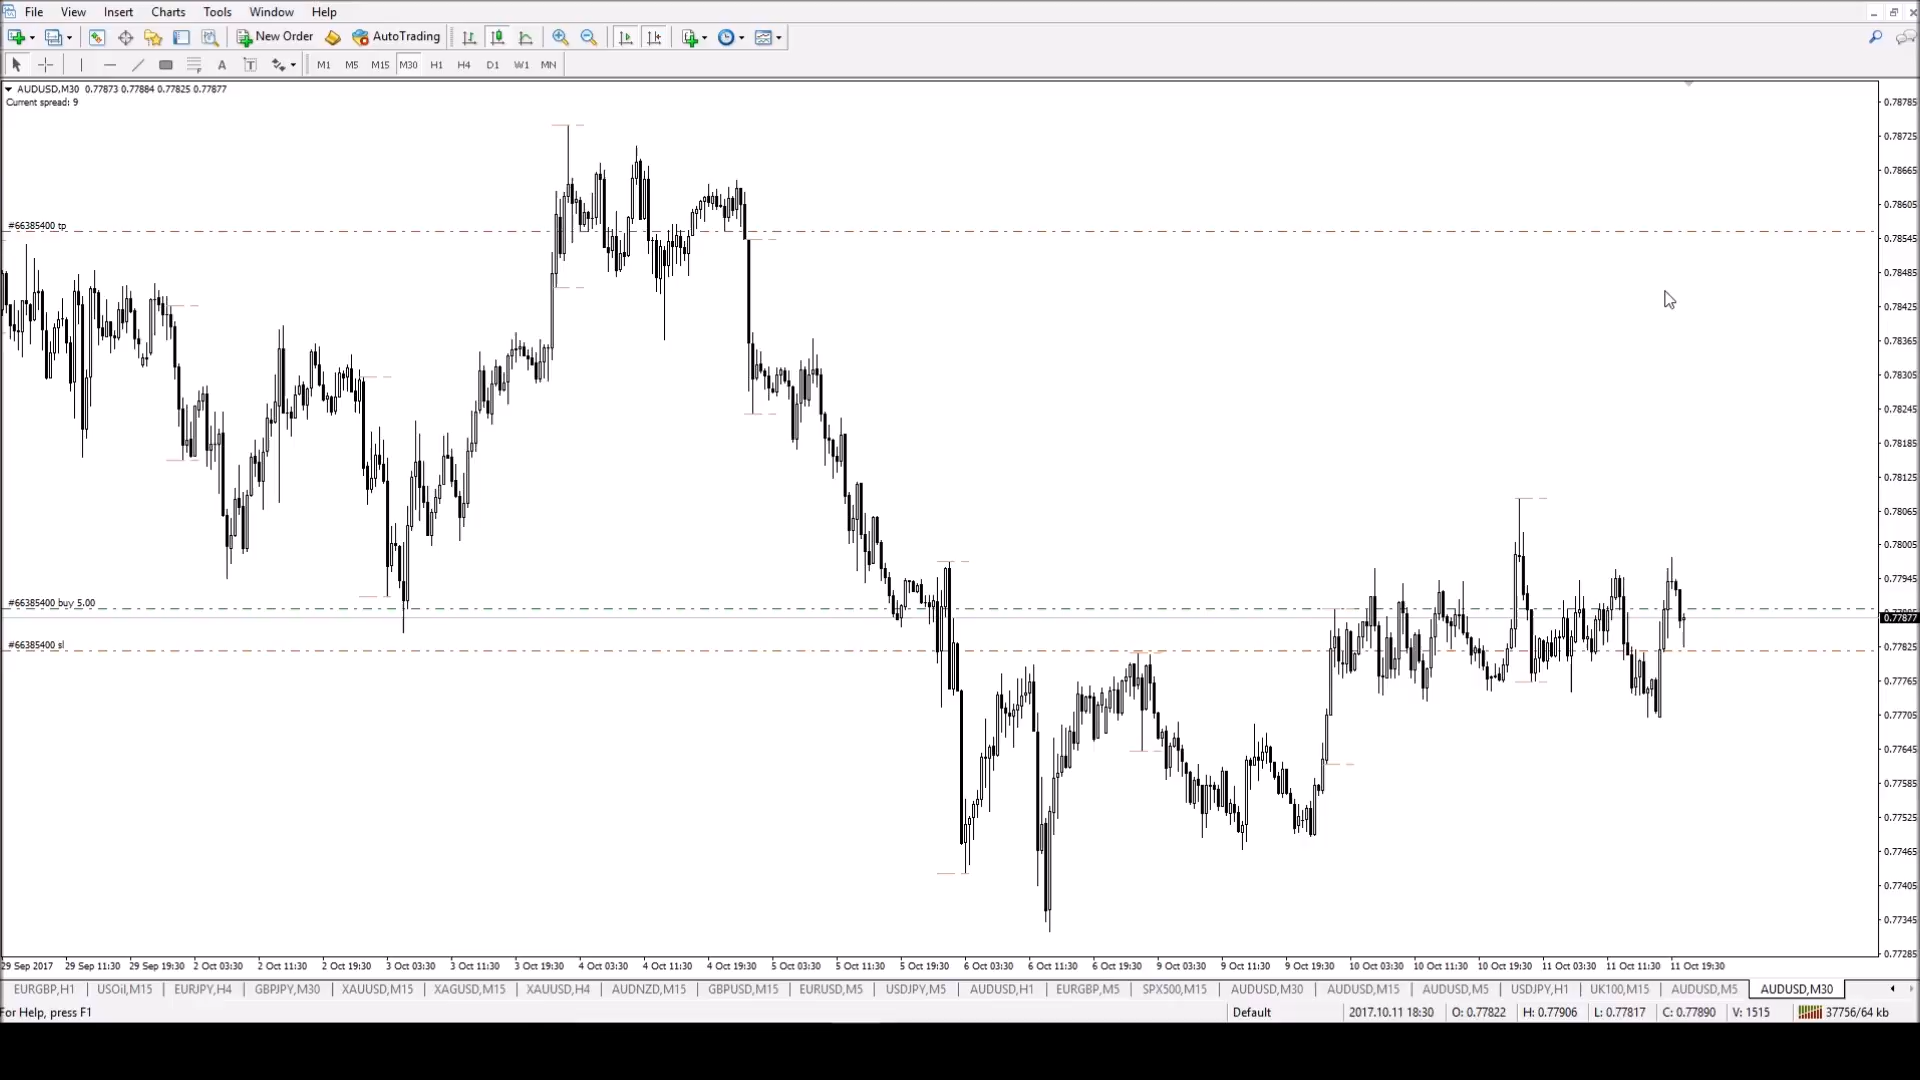 File View Insert Charts Tools Window Help
New Order AutoTrading
A T M1 M5 M15 M30 H1 H4 D1 W1 MN
AUDUSD,M30 0.77873 0.77884 0.77825 0.77877
Current spread: 9
0.78785
0.78725
0.78665
0.78605
#66385400 tp
0.78545
0.78485
0.78425
0.78365
0.78305
0.78245
0.78185
0.78125
0.78065
0.78005
0.77945
#66385400 buy 5.00
0.77877
#66385400 sl
0.77825
0.77765
0.77705
0.77645
0.77585
0.77525
0.77465
0.77405
0.77345
0.77285
29 Sep 2017 29 Sep 11:30 29 Sep 19:30 2 Oct 03:30 2 Oct 11:30 2 Oct 19:30 3 Oct 03:30 3 Oct 11:30 3 Oct 19:30 4 Oct 03:30 4 Oct 11:30 4 Oct 19:30 5 Oct 03:30 5 Oct 11:30 5 Oct 19:30 6 Oct 03:30 6 Oct 11:30 6 Oct 19:30 9 Oct 03:30 9 Oct 11:30 9 Oct 19:30 10 Oct 03:30 10 Oct 11:30 10 Oct 19:30 11 Oct 03:30 11 Oct 11:30 11 Oct 19:30
EURGBP,H1 USOil,M15 EURJPY,H4 GBPJPY,M30 XAUUSD,M15 XAGUSD,M15 XAUUSD,H4 AUDNZD,M15 GBPUSD,M15 EURUSD,M5 USDJPY,M5 AUDUSD,H1 EURGBP,M5 SPX500,M15 AUDUSD,M30 AUDUSD,M15 AUDUSD,M5 USDJPY,H1 UK100,M15 AUDUSD,M5 AUDUSD,M30
For Help, press F1 Default 2017.10.11 18:30 O: 0.77822 H: 0.77906 L: 0.77817 C: 0.77890 V: 1515 37756/64 kb